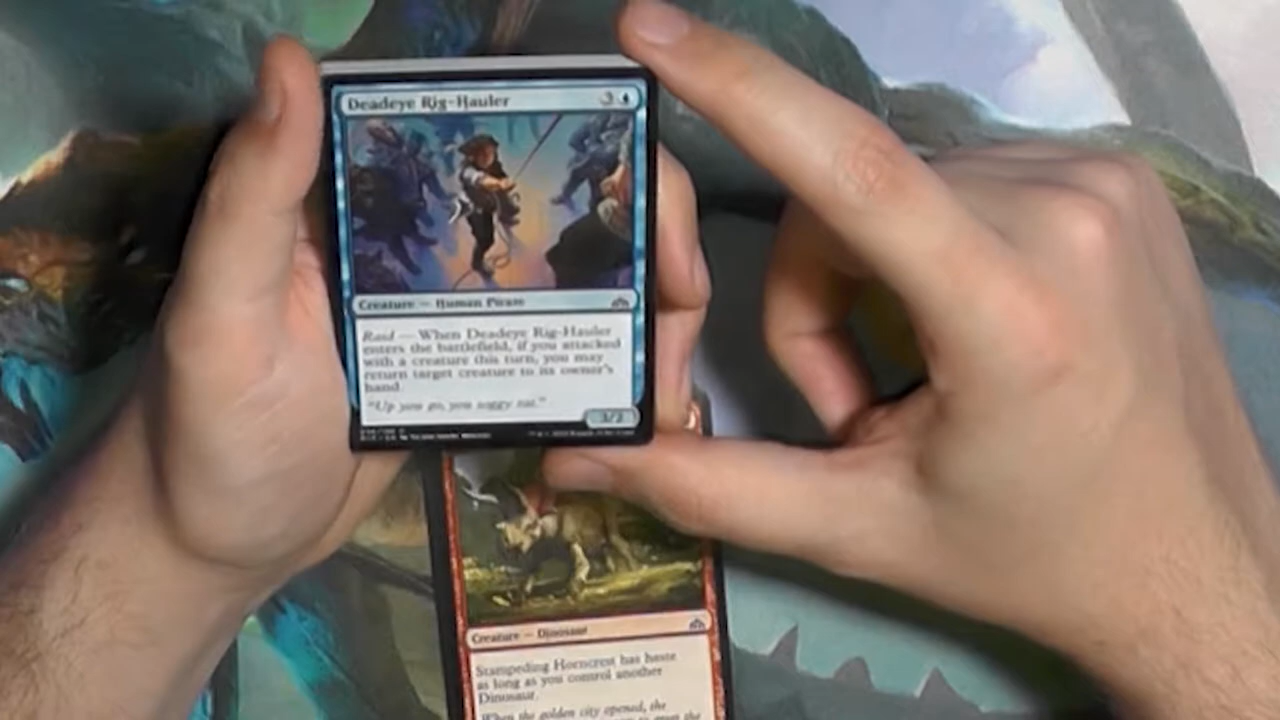 Deadeye Rig-Hauler 3
Creature — Human Pirate
Raid — When Deadeye Rig-Hauler
enters the battlefield, if you attacked
with a creature this turn, you may
return target creature to its owner's
hand.
"Up you go, you soggy rat."
3/2
Creature — Dinosaur
Stampeding Horncrest has haste
as long as you control another
Dinosaur.
When the golden city opened, the